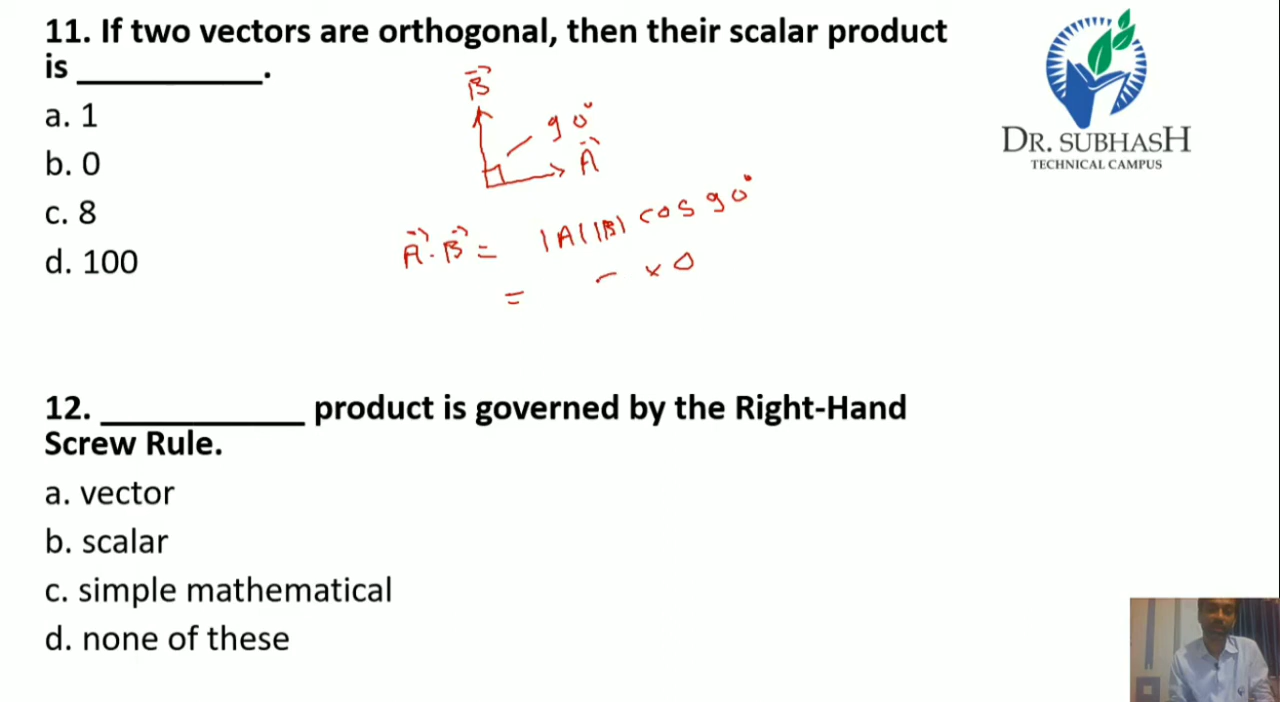 11. If two vectors are orthogonal, then their scalar product
is ___________.
a. 1
b. 0
c. 8
d. 100
B⃗
90°
A⃗
A⃗ · B⃗ = |A||B| cos 90°
= × 0
DR. SUBHASH
TECHNICAL CAMPUS
12. ____________ product is governed by the Right-Hand
Screw Rule.
a. vector
b. scalar
c. simple mathematical
d. none of these